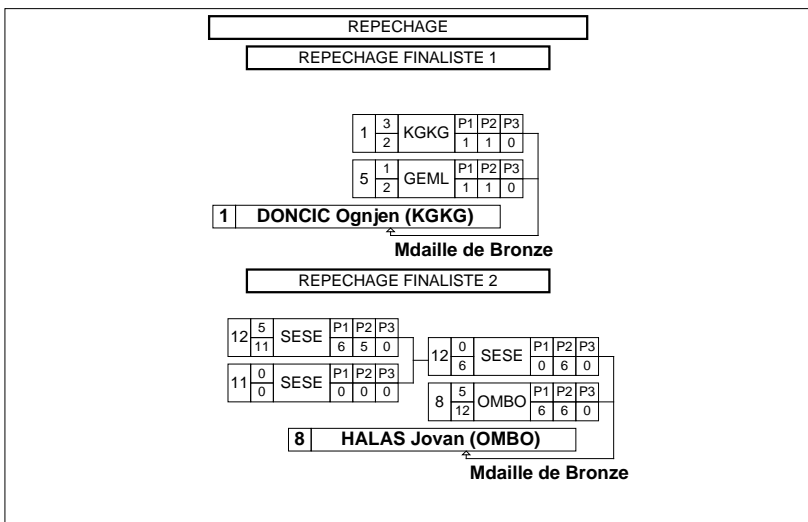 REPECHAGE
REPECHAGE FINALISTE 1
1 3 KGKG P1 P2 P3
2 1 1 0
5 1 GEML P1 P2 P3
2 1 1 0
1 DONCIC Ognjen (KGKG)
Mdaille de Bronze
REPECHAGE FINALISTE 2
12 5 SESE P1 P2 P3
11 6 5 0
12 0 SESE P1 P2 P3
6 0 6 0
11 0 SESE P1 P2 P3
0 0 0 0
8 5 OMBO P1 P2 P3
12 6 6 0
8 HALAS Jovan (OMBO)
Mdaille de Bronze